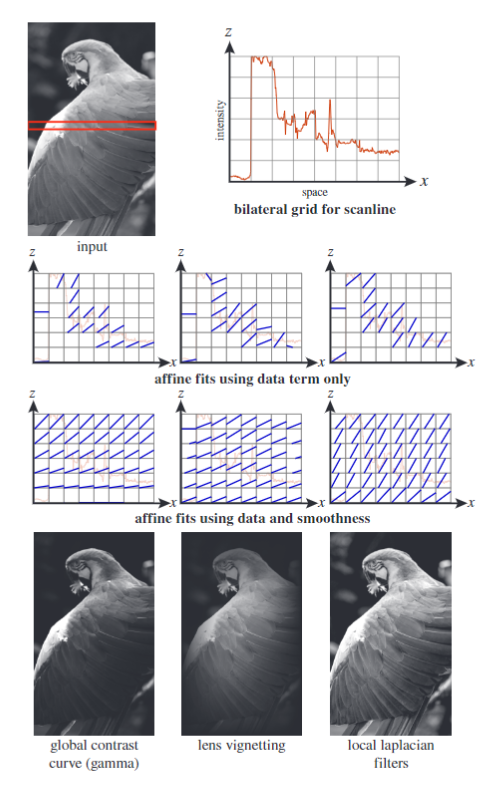 z
intensity
x
space
bilateral grid for scanline
input
z z z
x x x
affine fits using data term only
z z z
x x x
affine fits using data and smoothness
global contrast lens vignetting local laplacian
curve (gamma) filters